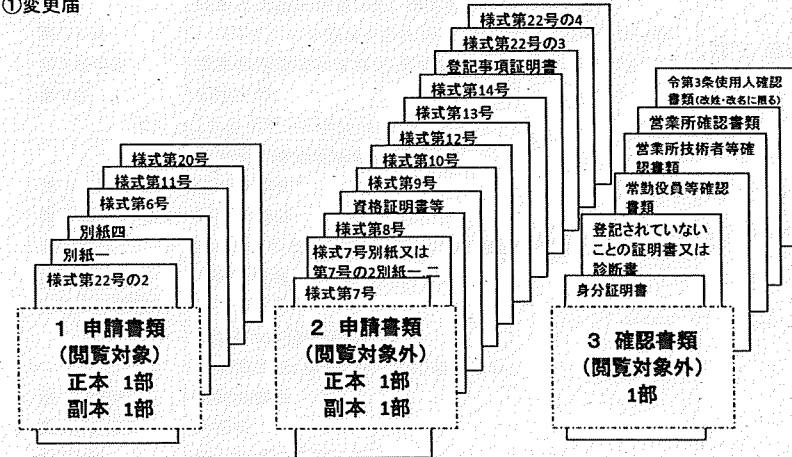 ①変更届
様式第20号
様式第11号
様式第6号
別紙四
別紙一
様式第22号の2
1 申請書類
(閲覧対象)
正本 1部
副本 1部
様式第22号の4
様式第22号の3
登記事項証明書
様式第14号
様式第13号
様式第12号
様式第10号
様式第9号
資格証明書等
様式第8号
様式7号別紙又は
第7号の2別紙一,二
様式第7号
2 申請書類
(閲覧対象外)
正本 1部
副本 1部
令第3条使用人確認
書類(改姓・改名に限る)
営業所確認書類
営業所技術者等確
認書類
常勤役員等確認
書類
登記されていない
ことの証明書又は
診断書
身分証明書
3 確認書類
(閲覧対象外)
1部